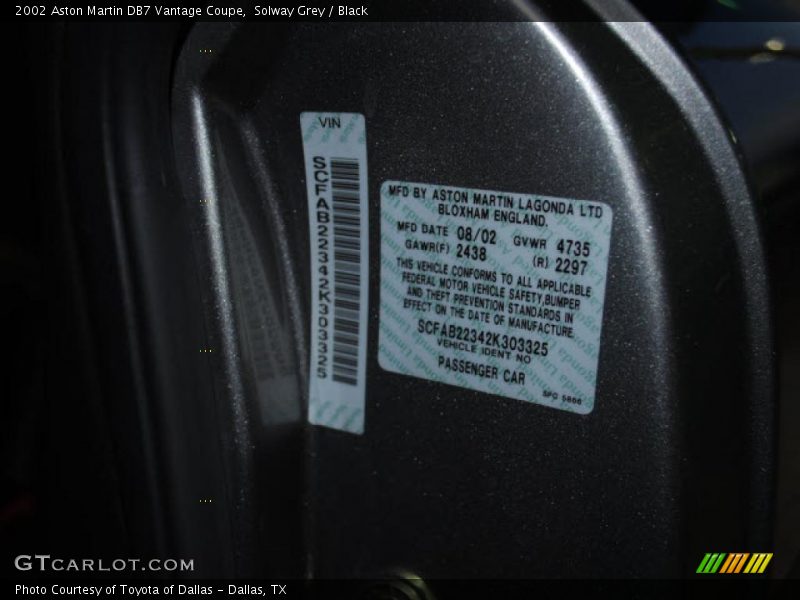 2002 Aston Martin DB7 Vantage Coupe,  Solway Grey / Black
VIN
SCFAB22342K303325
MFD BY ASTON MARTIN LAGONDA LTD
BLOXHAM ENGLAND.
MFD DATE 08/02 GVWR 4735
GAWR(F) 2438 (R) 2297
THIS VEHICLE CONFORMS TO ALL APPLICABLE
FEDERAL MOTOR VEHICLE SAFETY, BUMPER
AND THEFT PREVENTION STANDARDS IN
EFFECT ON THE DATE OF MANUFACTURE.
SCFAB22342K303325
VEHICLE IDENT NO
PASSENGER CAR
GTCARLOT.COM
Photo Courtesy of Toyota of Dallas - Dallas, TX